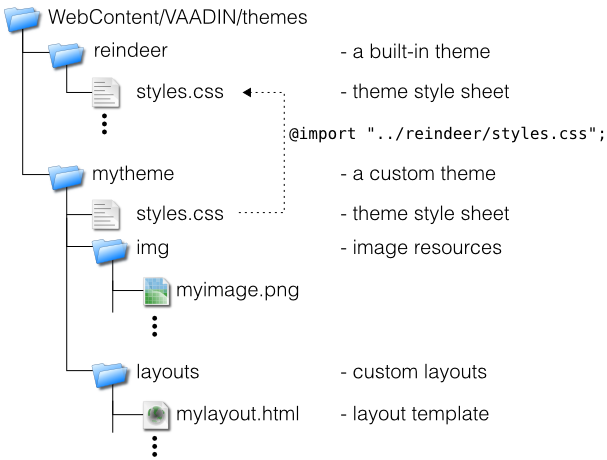 WebContent/VAADIN/themes
reindeer - a built-in theme
styles.css - theme style sheet
@import "../reindeer/styles.css";
mytheme - a custom theme
styles.css - theme style sheet
img - image resources
myimage.png
layouts - custom layouts
mylayout.html - layout template